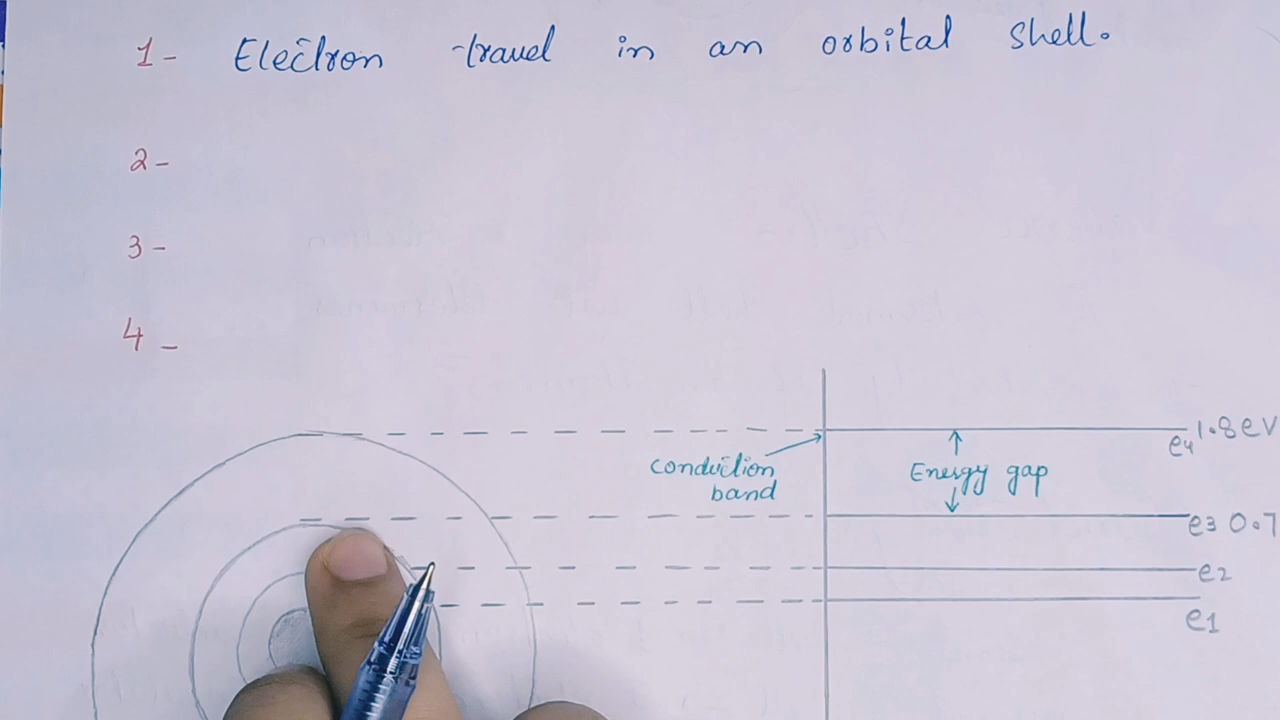 1- Electron travel in an orbital shell.
2-
3-
4-
e4 1.8eV
conduction
band
Energy gap
e3 0.7
e2
e1